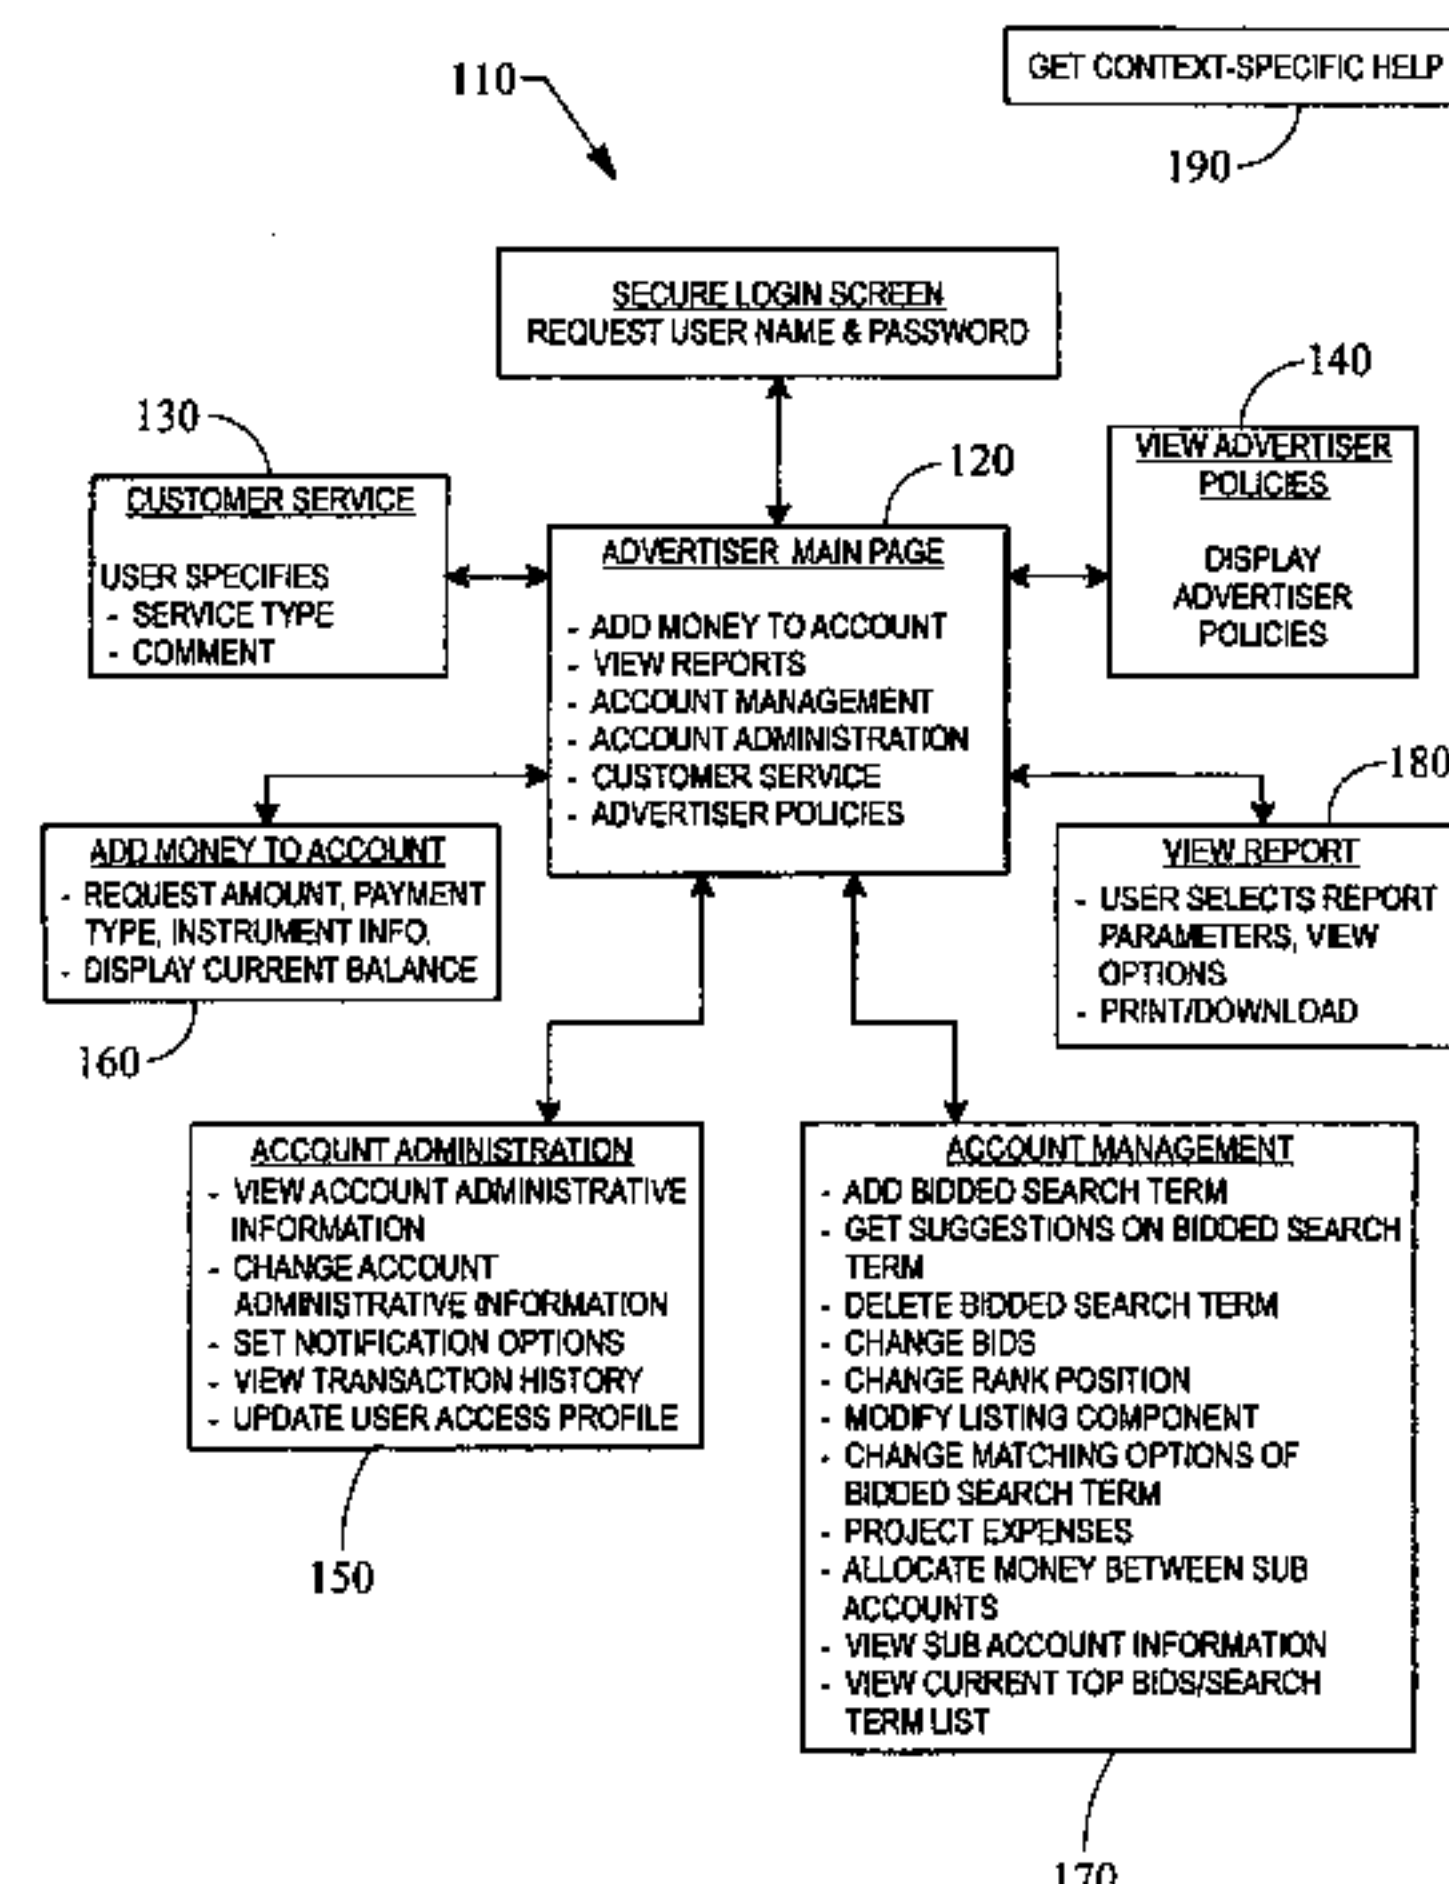 110
GET CONTEXT-SPECIFIC HELP
190
SECURE LOGIN SCREEN
REQUEST USER NAME & PASSWORD
130
CUSTOMER SERVICE
USER SPECIFIES
- SERVICE TYPE
- COMMENT
120
ADVERTISER MAIN PAGE
- ADD MONEY TO ACCOUNT
- VIEW REPORTS
- ACCOUNT MANAGEMENT
- ACCOUNT ADMINISTRATION
- CUSTOMER SERVICE
- ADVERTISER POLICIES
140
VIEW ADVERTISER
POLICIES
DISPLAY
ADVERTISER
POLICIES
ADD MONEY TO ACCOUNT
- REQUEST AMOUNT, PAYMENT
TYPE, INSTRUMENT INFO.
- DISPLAY CURRENT BALANCE
160
180
VIEW REPORT
- USER SELECTS REPORT
PARAMETERS, VIEW
OPTIONS
- PRINT/DOWNLOAD
ACCOUNT ADMINISTRATION
- VIEW ACCOUNT ADMINISTRATIVE
INFORMATION
- CHANGE ACCOUNT
ADMINISTRATIVE INFORMATION
- SET NOTIFICATION OPTIONS
- VIEW TRANSACTION HISTORY
- UPDATE USER ACCESS PROFILE
150
ACCOUNT MANAGEMENT
- ADD BIDDED SEARCH TERM
- GET SUGGESTIONS ON BIDDED SEARCH
TERM
- DELETE BIDDED SEARCH TERM
- CHANGE BIDS
- CHANGE RANK POSITION
- MODIFY LISTING COMPONENT
- CHANGE MATCHING OPTIONS OF
BIDDED SEARCH TERM
- PROJECT EXPENSES
- ALLOCATE MONEY BETWEEN SUB
ACCOUNTS
- VIEW SUB ACCOUNT INFORMATION
- VIEW CURRENT TOP BIDS/SEARCH
TERM LIST
170